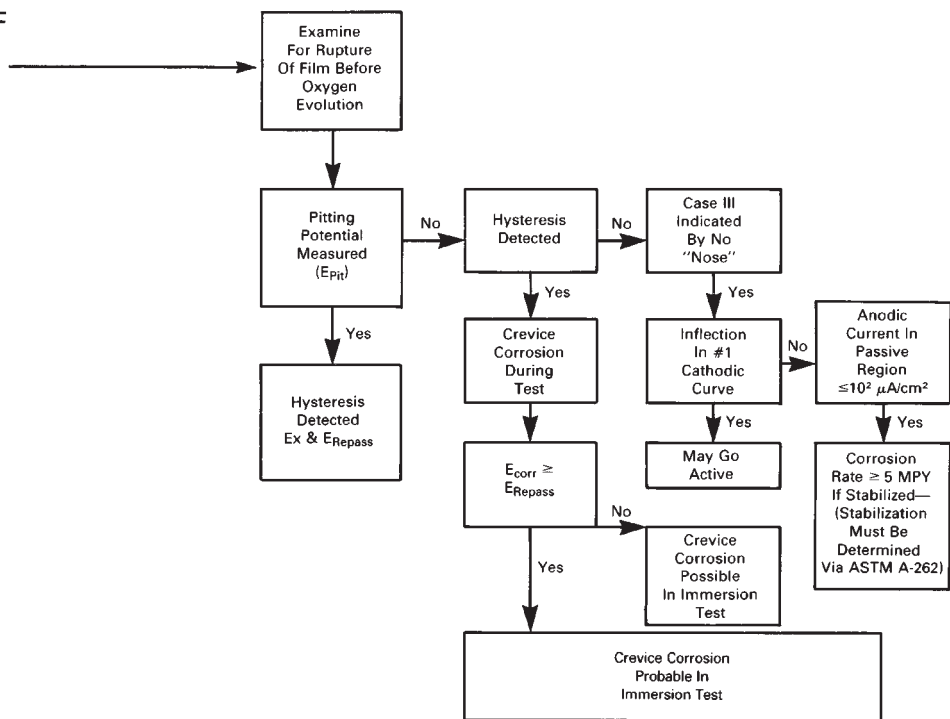 Examine
For Rupture
Of Film Before
Oxygen
Evolution
Pitting
Potential
Measured
(EPit)
No
Hysteresis
Detected
No
Case III
Indicated
By No
"Nose"
Yes
Hysteresis
Detected
Ex & ERepass
Yes
Crevice
Corrosion
During
Test
Yes
Inflection
In #1
Cathodic
Curve
No
Anodic
Current In
Passive
Region
≤10² μA/cm²
Ecorr ≥
ERepass
Yes
May Go
Active
Yes
Corrosion
Rate ≥ 5 MPY
If Stabilized—
(Stabilization
Must Be
Determined
Via ASTM A-262)
No
Crevice
Corrosion
Possible
In Immersion
Test
Yes
Crevice Corrosion
Probable In
Immersion Test